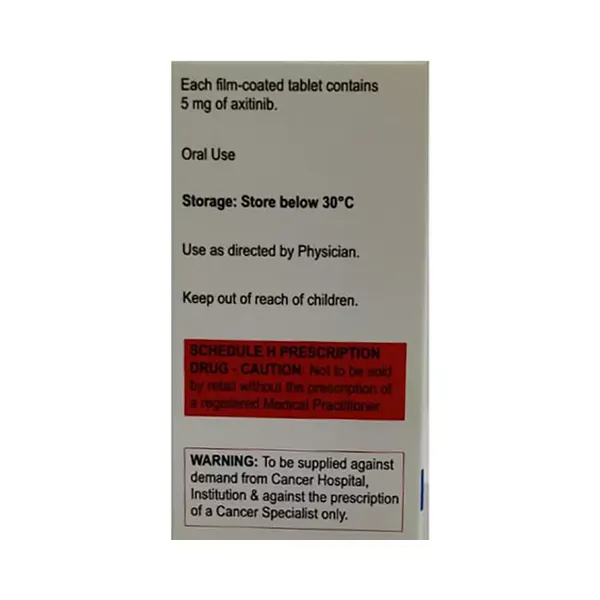 Each film-coated tablet contains
5 mg of axitinib.
Oral Use
Storage: Store below 30°C
Use as directed by Physician.
Keep out of reach of children.
SCHEDULE H PRESCRIPTION
DRUG - CAUTION: Not to be sold
by retail without the prescription of
a registered Medical Practitioner.
WARNING: To be supplied against
demand from Cancer Hospital,
Institution & against the prescription
of a Cancer Specialist only.